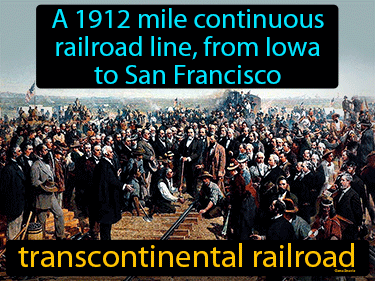 A 1912 mile continuous
railroad line, from Iowa
to San Francisco
transcontinental railroad